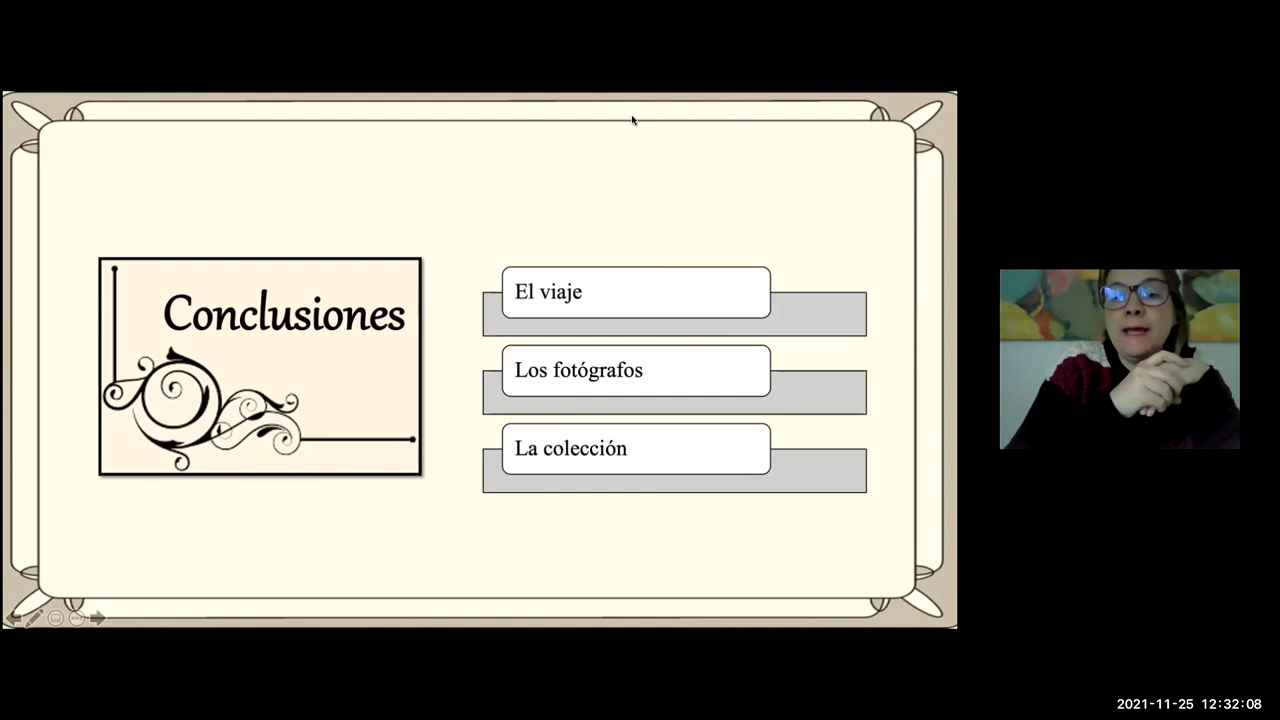 Conclusiones
El viaje
Los fotógrafos
La colección
2021-11-25 12:32:08